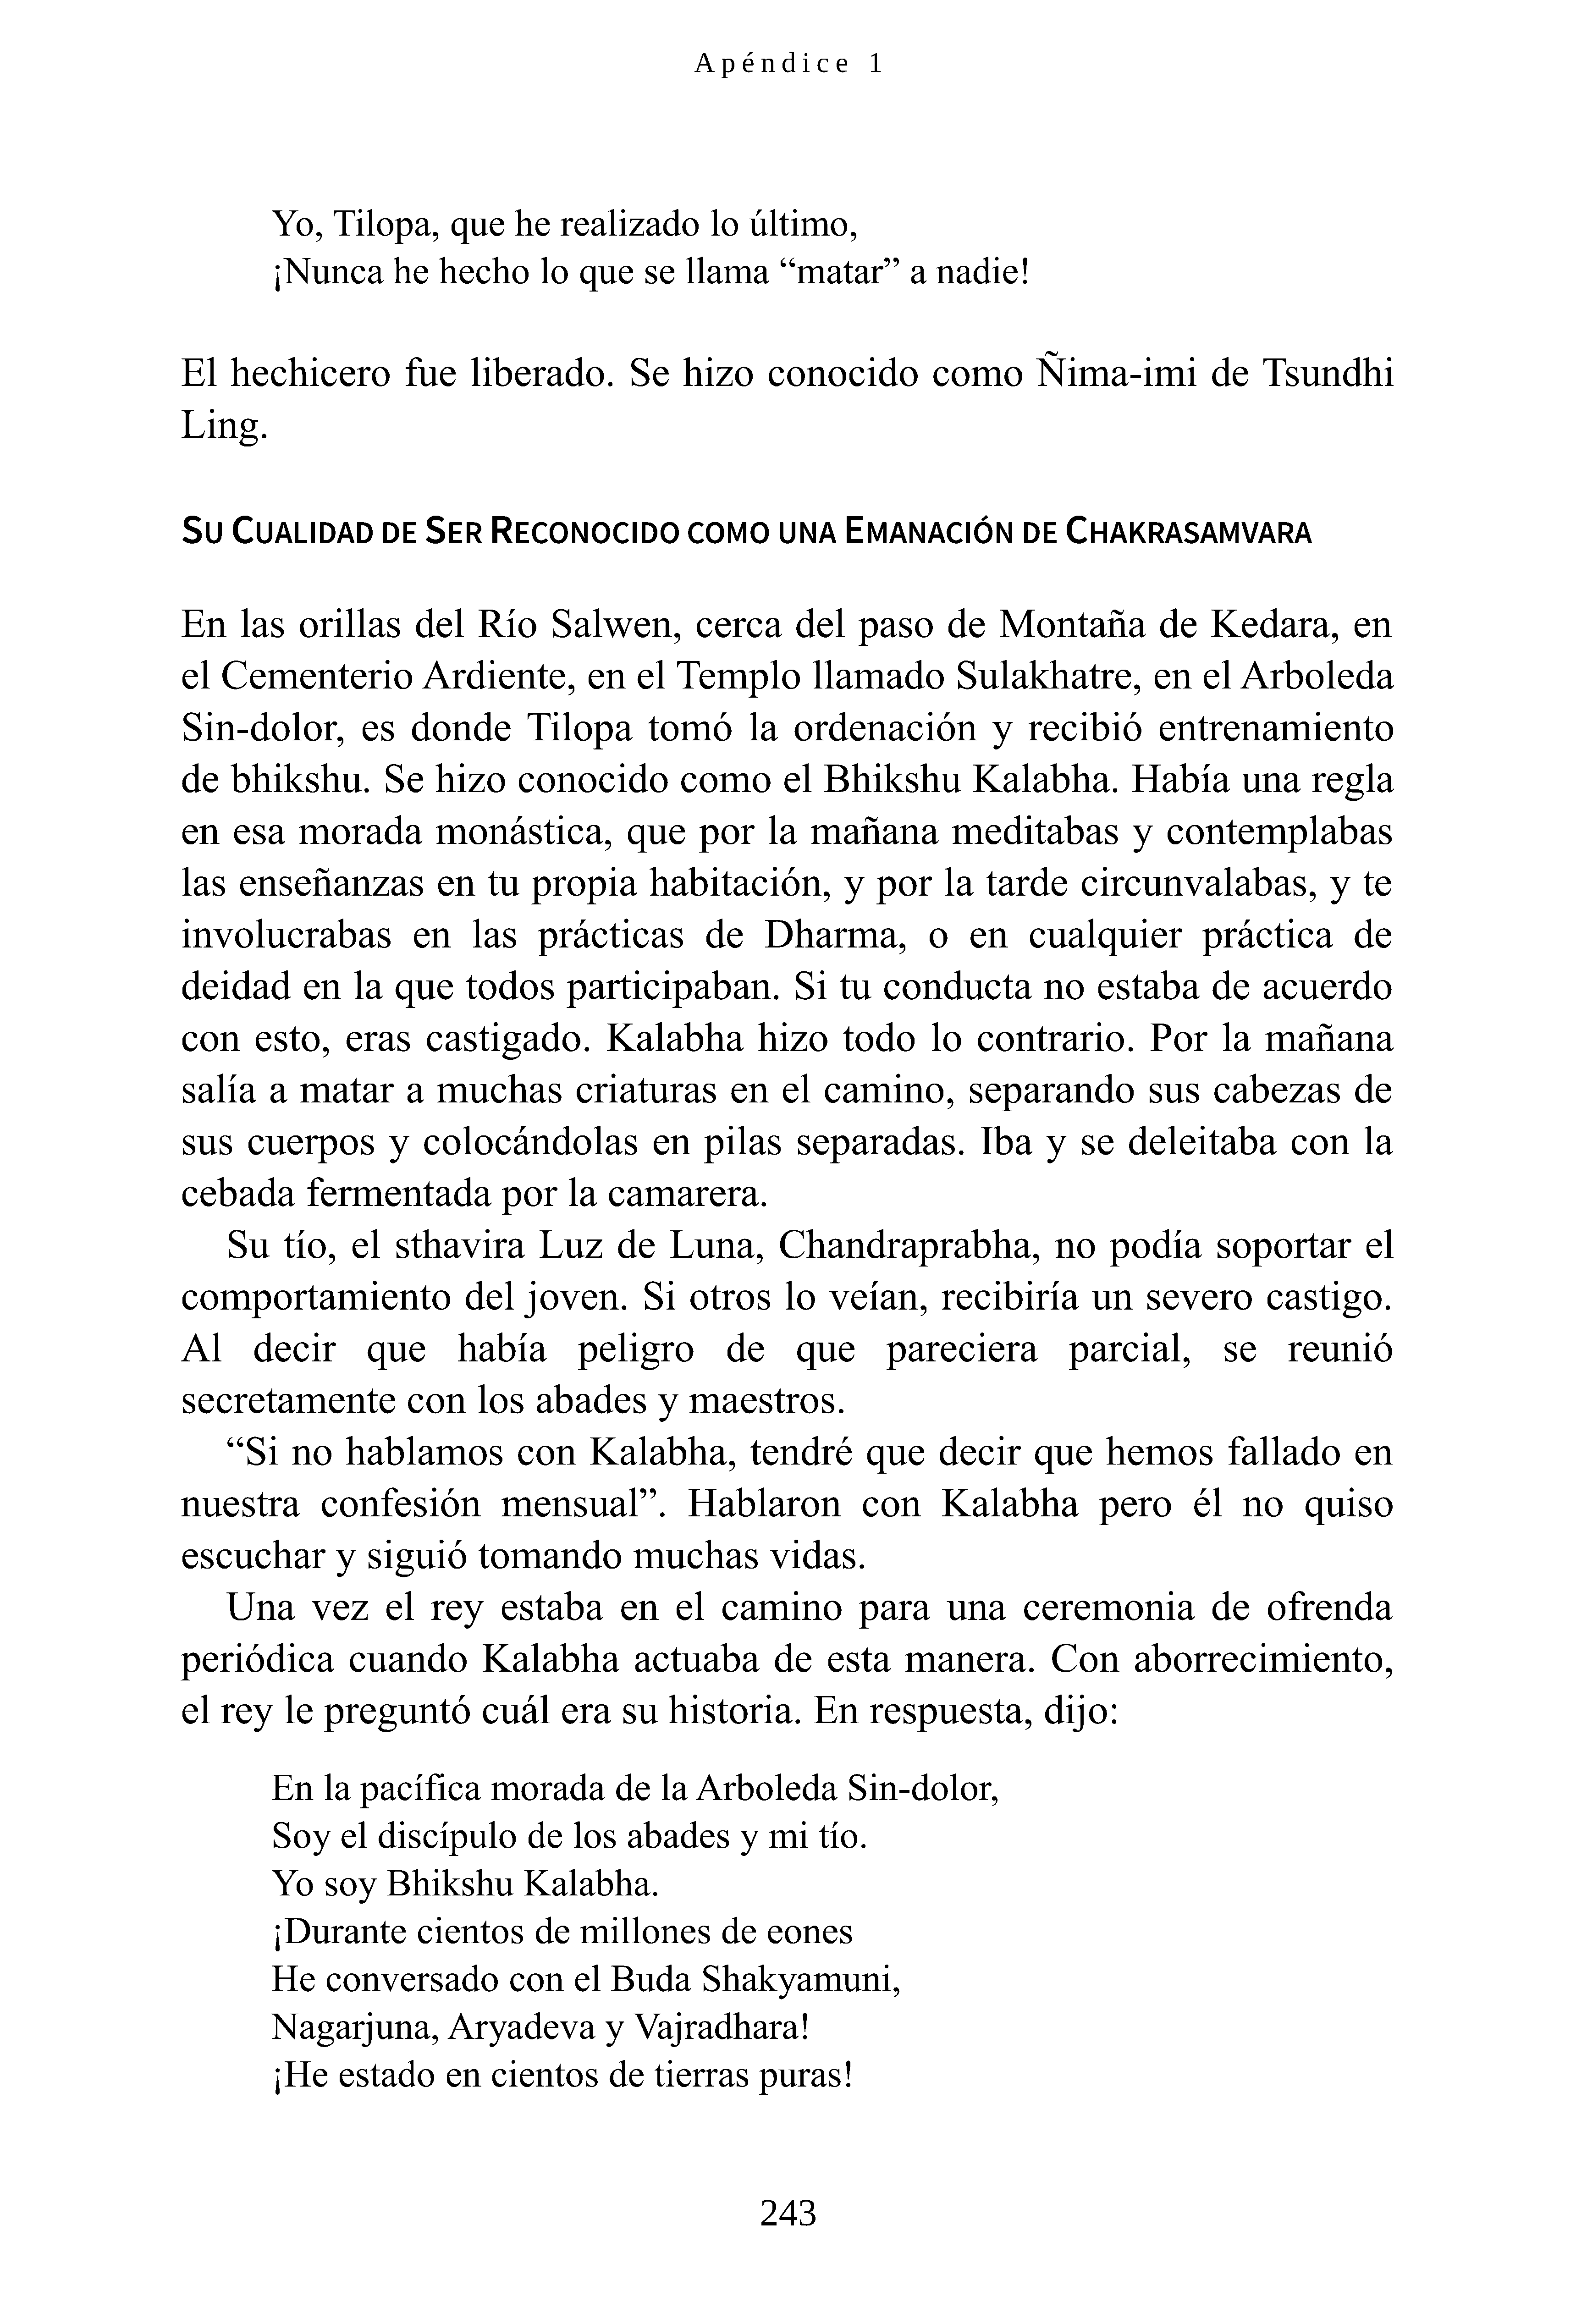 Apéndice 1
Yo, Tilopa, que he realizado lo último,
¡Nunca he hecho lo que se llama “matar” a nadie!
El hechicero fue liberado. Se hizo conocido como Ñima-imi de Tsundhi
Ling.
Su Cualidad de Ser Reconocido como una Emanación de Chakrasamvara
En las orillas del Río Salwen, cerca del paso de Montaña de Kedara, en
el Cementerio Ardiente, en el Templo llamado Sulakhatre, en el Arboleda
Sin-dolor, es donde Tilopa tomó la ordenación y recibió entrenamiento
de bhikshu. Se hizo conocido como el Bhikshu Kalabha. Había una regla
en esa morada monástica, que por la mañana meditabas y contemplabas
las enseñanzas en tu propia habitación, y por la tarde circunvalabas, y te
involucrabas en las prácticas de Dharma, o en cualquier práctica de
deidad en la que todos participaban. Si tu conducta no estaba de acuerdo
con esto, eras castigado. Kalabha hizo todo lo contrario. Por la mañana
salía a matar a muchas criaturas en el camino, separando sus cabezas de
sus cuerpos y colocándolas en pilas separadas. Iba y se deleitaba con la
cebada fermentada por la camarera.
Su tío, el sthavira Luz de Luna, Chandraprabha, no podía soportar el
comportamiento del joven. Si otros lo veían, recibiría un severo castigo.
Al decir que había peligro de que pareciera parcial, se reunió
secretamente con los abades y maestros.
“Si no hablamos con Kalabha, tendré que decir que hemos fallado en
nuestra confesión mensual”. Hablaron con Kalabha pero él no quiso
escuchar y siguió tomando muchas vidas.
Una vez el rey estaba en el camino para una ceremonia de ofrenda
periódica cuando Kalabha actuaba de esta manera. Con aborrecimiento,
el rey le preguntó cuál era su historia. En respuesta, dijo:
En la pacífica morada de la Arboleda Sin-dolor,
Soy el discípulo de los abades y mi tío.
Yo soy Bhikshu Kalabha.
¡Durante cientos de millones de eones
He conversado con el Buda Shakyamuni,
Nagarjuna, Aryadeva y Vajradhara!
¡He estado en cientos de tierras puras!
243